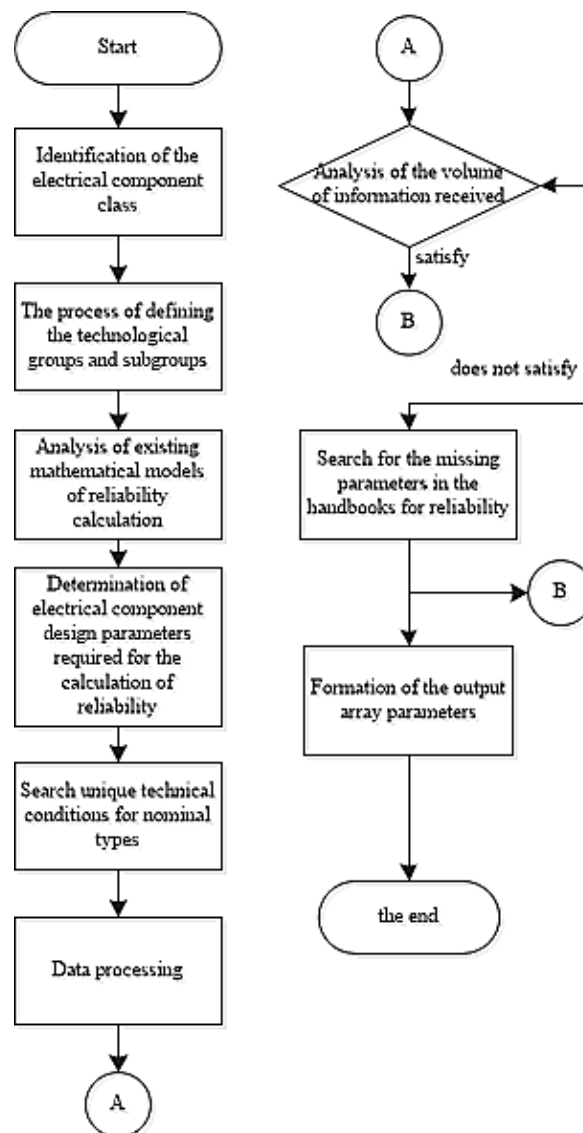 Start
Identification of the
electrical component
class
The process of defining
the technological
groups and subgroups
Analysis of existing
mathematical models
of reliability
calculation
Determination of
electrical component
design parameters
required for the
calculation of
reliability
Search unique technical
conditions for nominal
types
Data processing
A
A
Analysis of the volume
of information received
satisfy
B
does not satisfy
Search for the missing
parameters in the
handbooks for reliability
B
Formation of the output
array parameters
the end